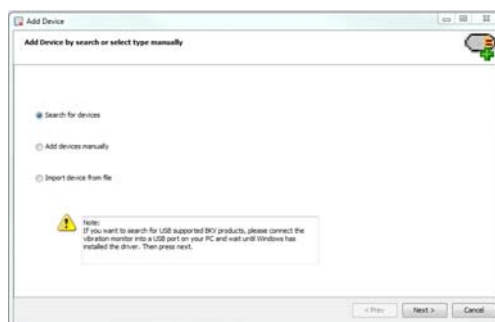 Add Device
Add Device by search or select type manually
Search for devices
Add devices manually
Import device from file
Note:
If you want to search for USB supported BKV products, please connect the
vibration monitor into a USB port on your PC and wait until Windows has
installed the driver. Then press next.
< Prev
Next >
Cancel